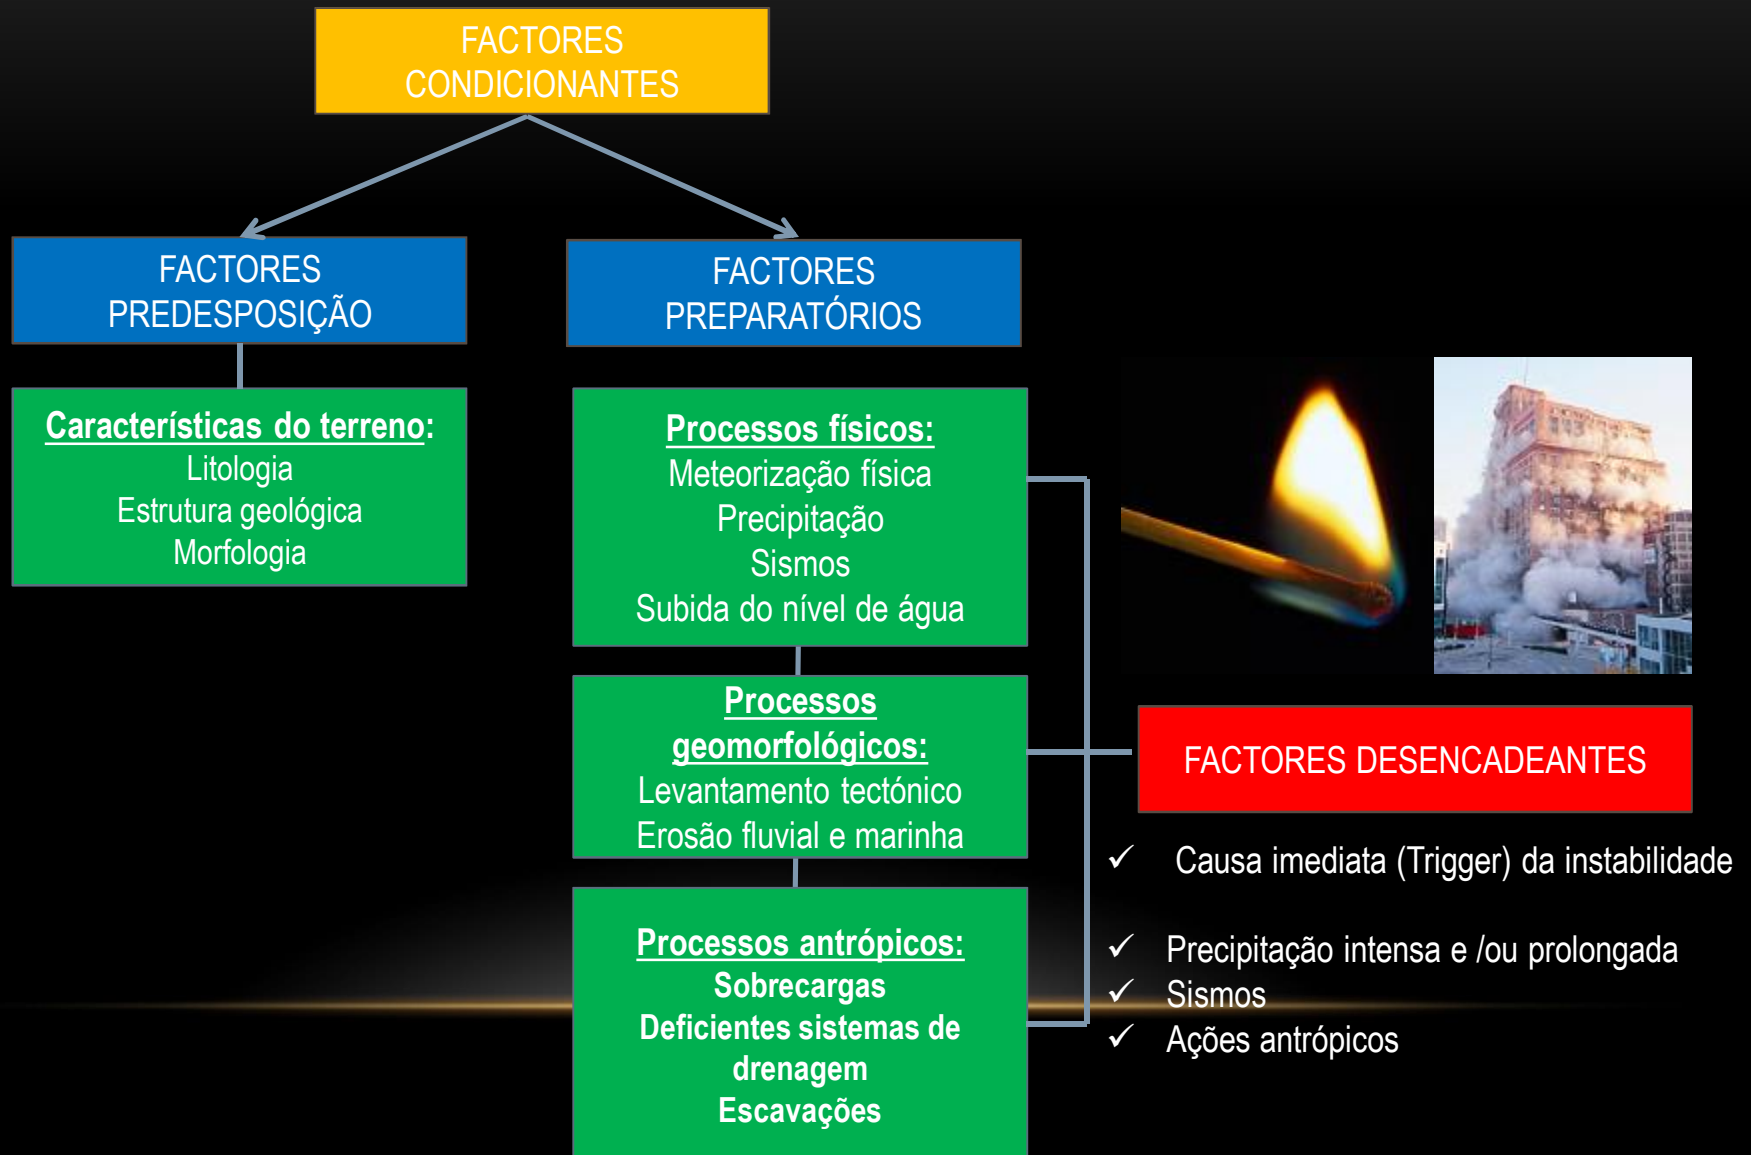 FACTORES
CONDICIONANTES
FACTORES
PREDESPOSIÇÃO
FACTORES
PREPARATÓRIOS
Características do terreno:
Litologia
Estrutura geológica
Morfologia
Processos físicos:
Meteorização física
Precipitação
Sismos
Subida do nível de água
Processos
geomorfológicos:
Levantamento tectónico
Erosão fluvial e marinha
Processos antrópicos:
Sobrecargas
Deficientes sistemas de
drenagem
Escavações
FACTORES DESENCADEANTES
✓ Causa imediata (Trigger) da instabilidade
✓ Precipitação intensa e /ou prolongada
✓ Sismos
✓ Ações antrópicos